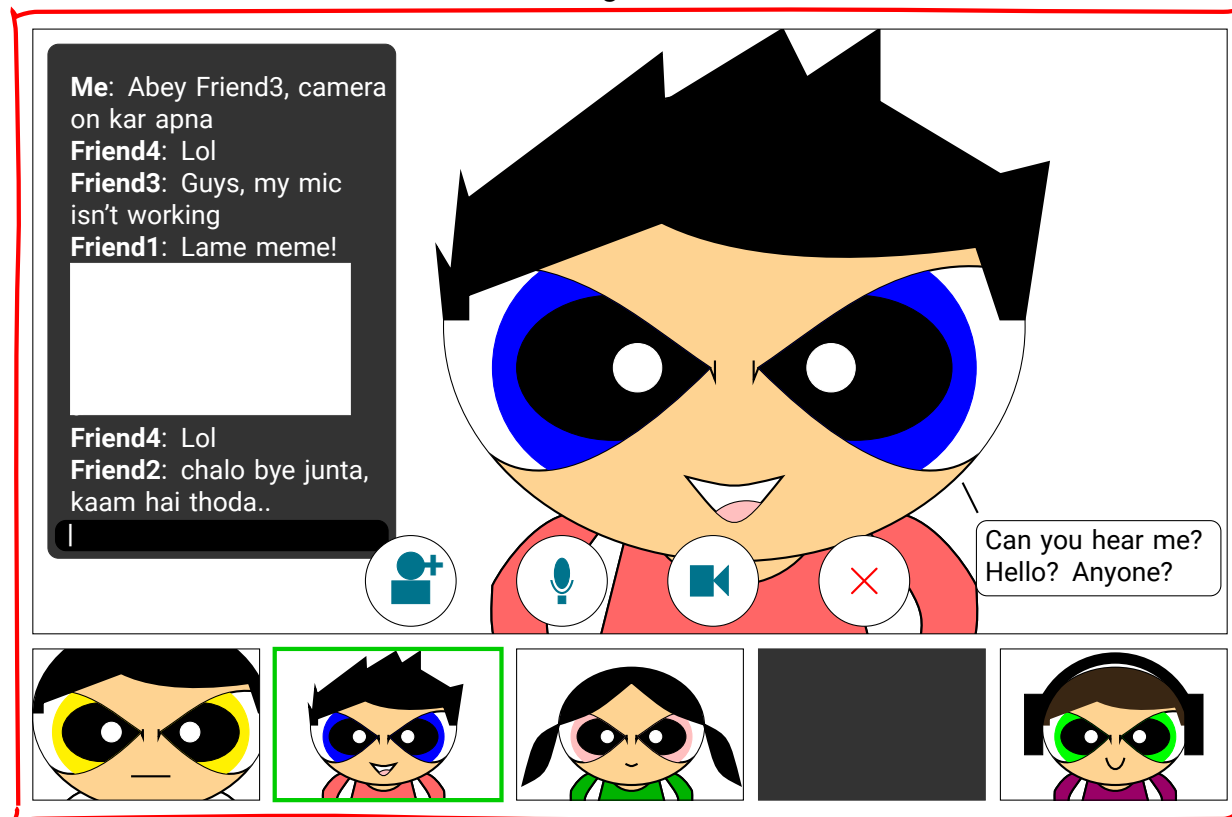 Me: Abey Friend3, camera
on kar apna
Friend4: Lol
Friend3: Guys, my mic
isn't working
Friend1: Lame meme!
Friend4: Lol
Friend2: chalo bye junta,
kaam hai thoda..
Can you hear me?
Hello? Anyone?